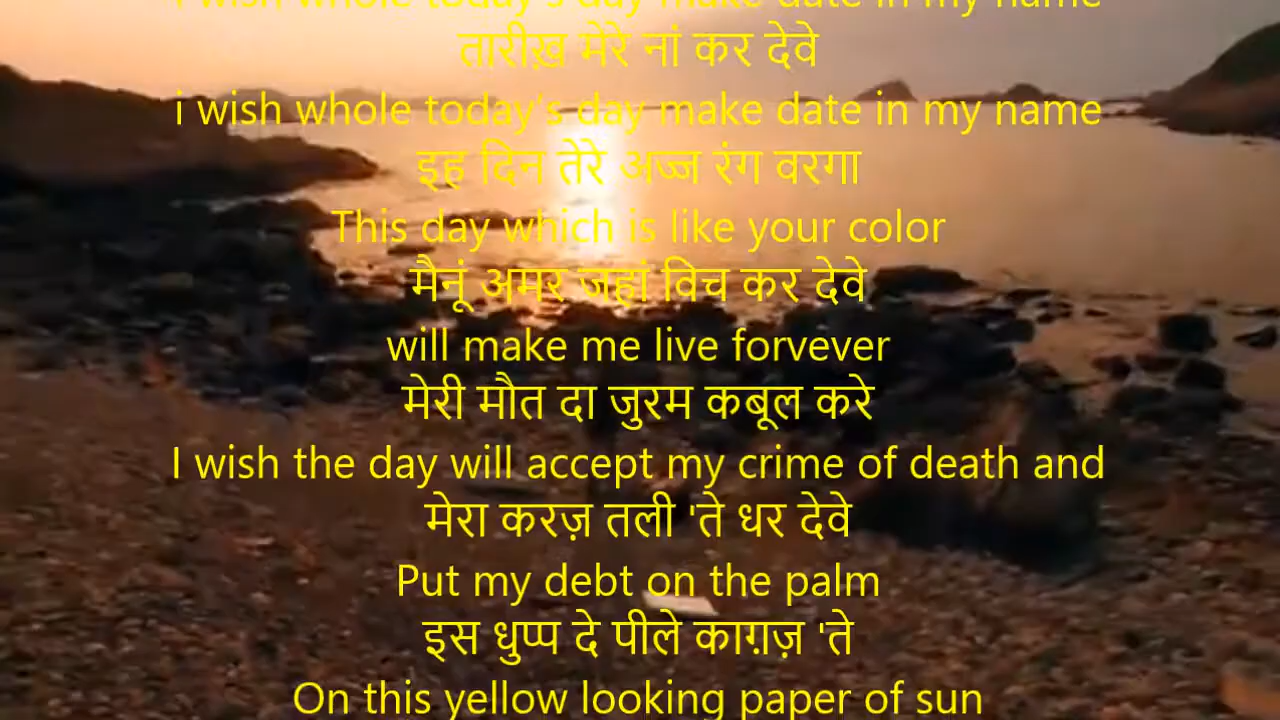 i wish whole today's day make date in my name
तारीख़ मेरे नां कर देवे
i wish whole today's day make date in my name
इह दिन तेरे अज्ज रंग वरगा
This day which is like your color
मैनूं अमर जहां विच कर देवे
will make me live forvever
मेरी मौत दा जुरम कबूल करे
I wish the day will accept my crime of death and
मेरा करज़ तली 'ते धर देवे
Put my debt on the palm
इस धुप्प दे पीले काग़ज़ 'ते
On this yellow looking paper of sun